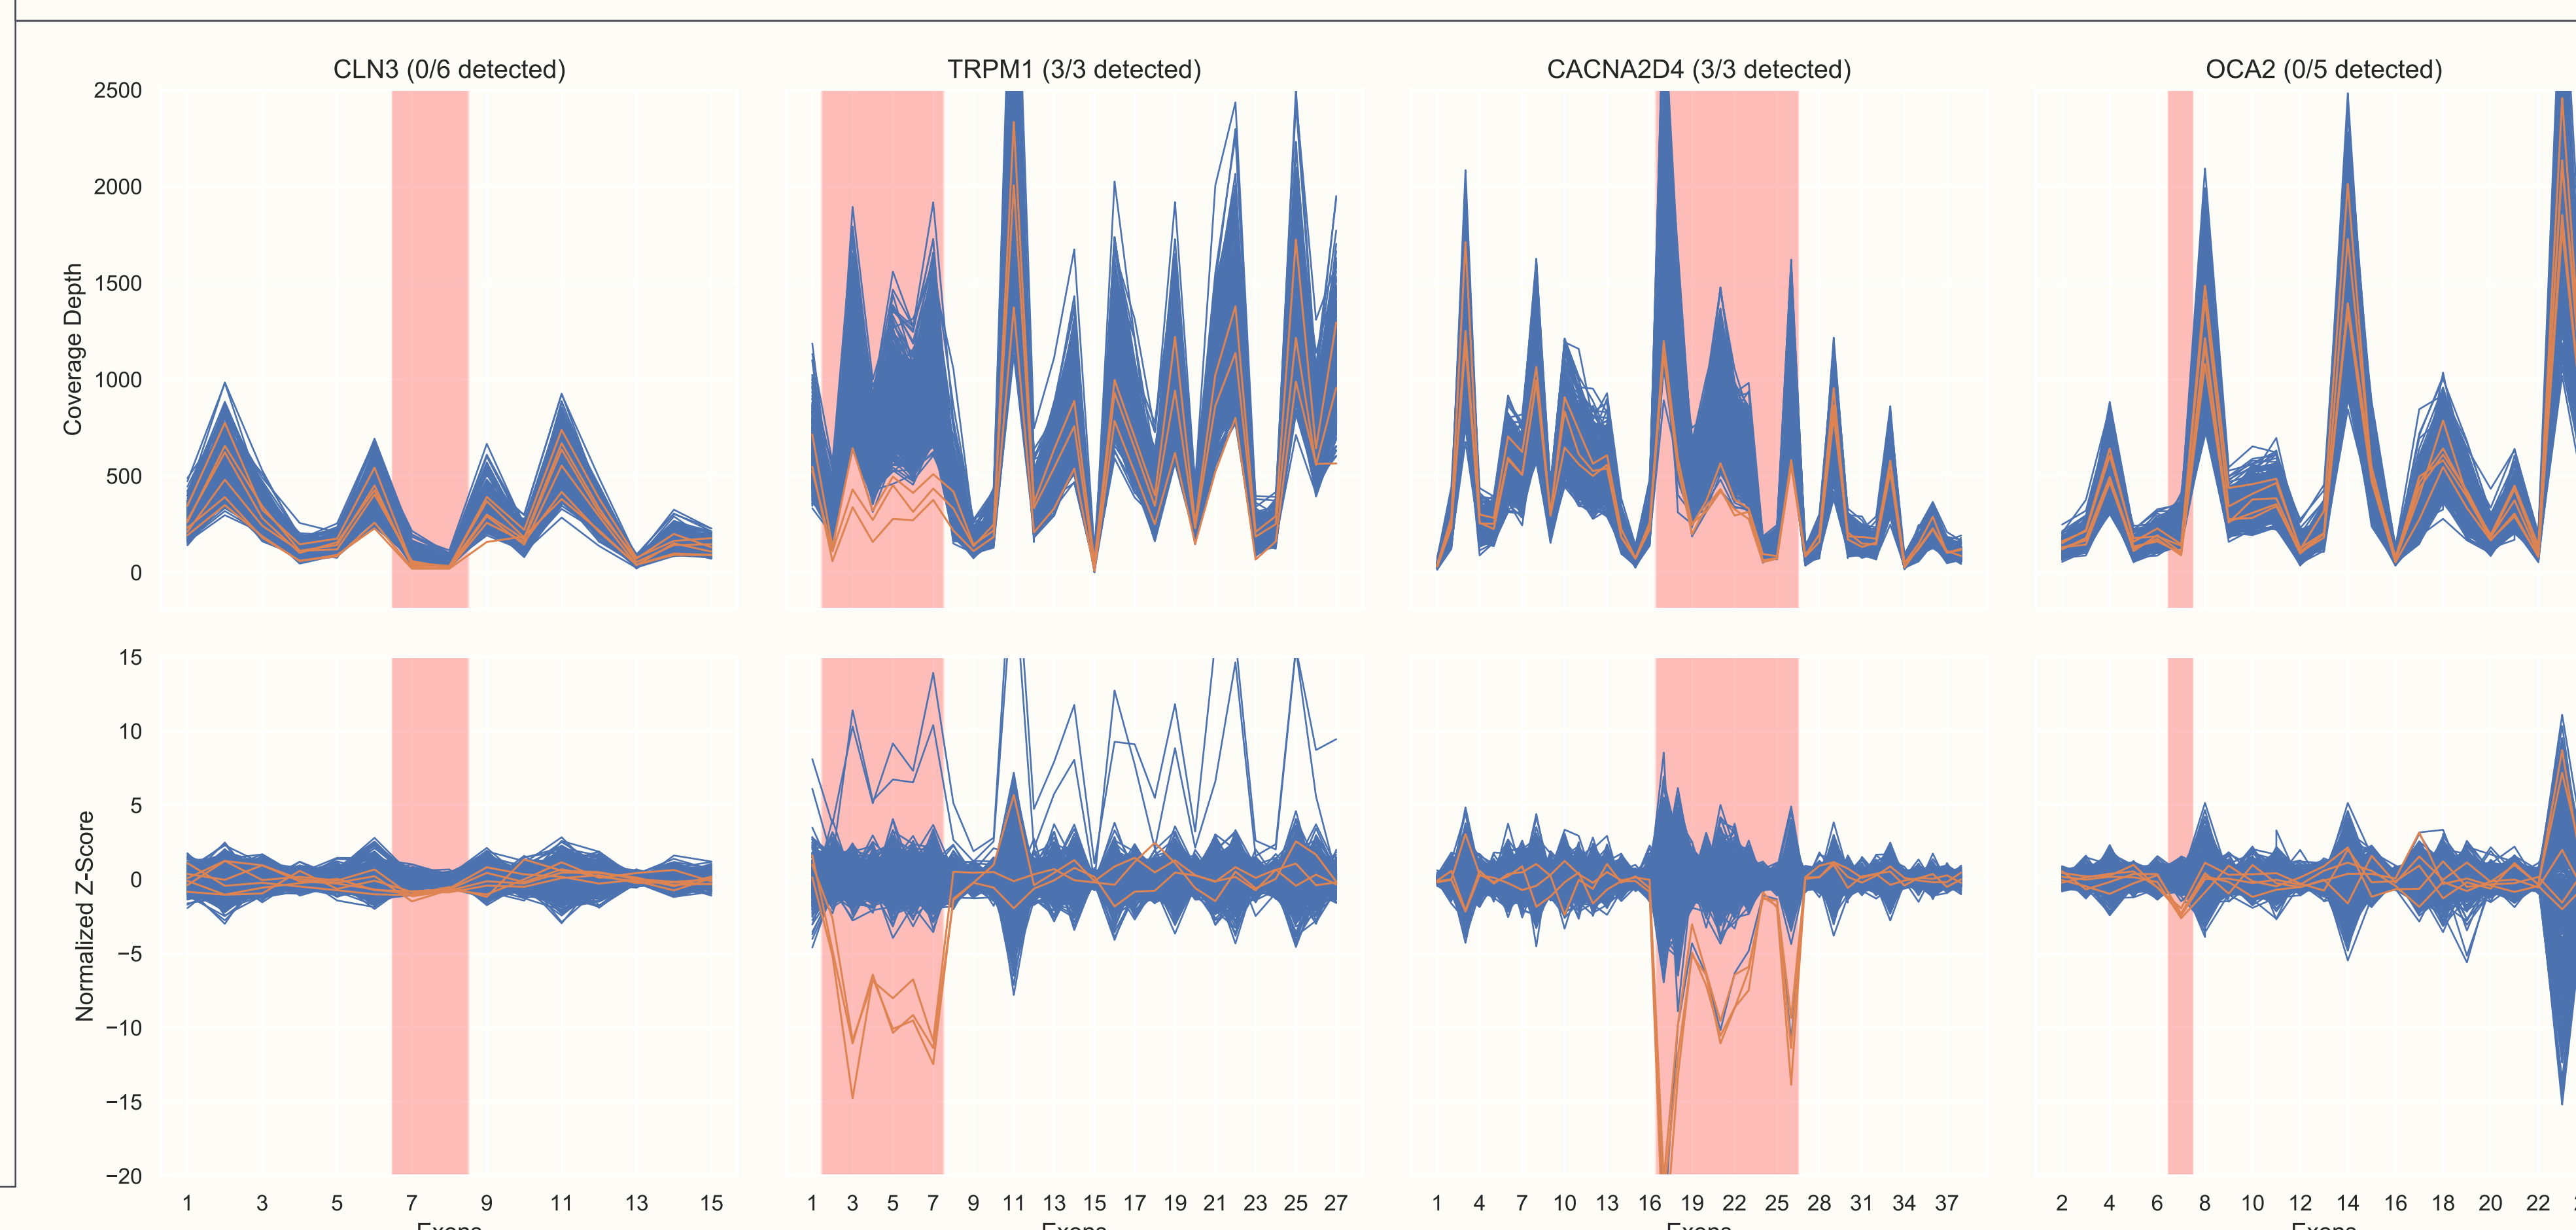 CLN3 (0/6 detected)
TRPM1 (3/3 detected)
CACNA2D4 (3/3 detected)
OCA2 (0/5 detected)
2500
2000
1500
1000
500
0
Coverage Depth
15
10
5
0
−5
−10
−15
−20
Normalized Z-Score
1 3 5 7 9 11 13 15
1 3 5 7 9 11 13 15 17 19 21 23 25 27
1 4 7 10 13 16 19 22 25 28 31 34 37
2 4 6 8 10 12 14 16 18 20 22
Exons
Exons
Exons
Exons